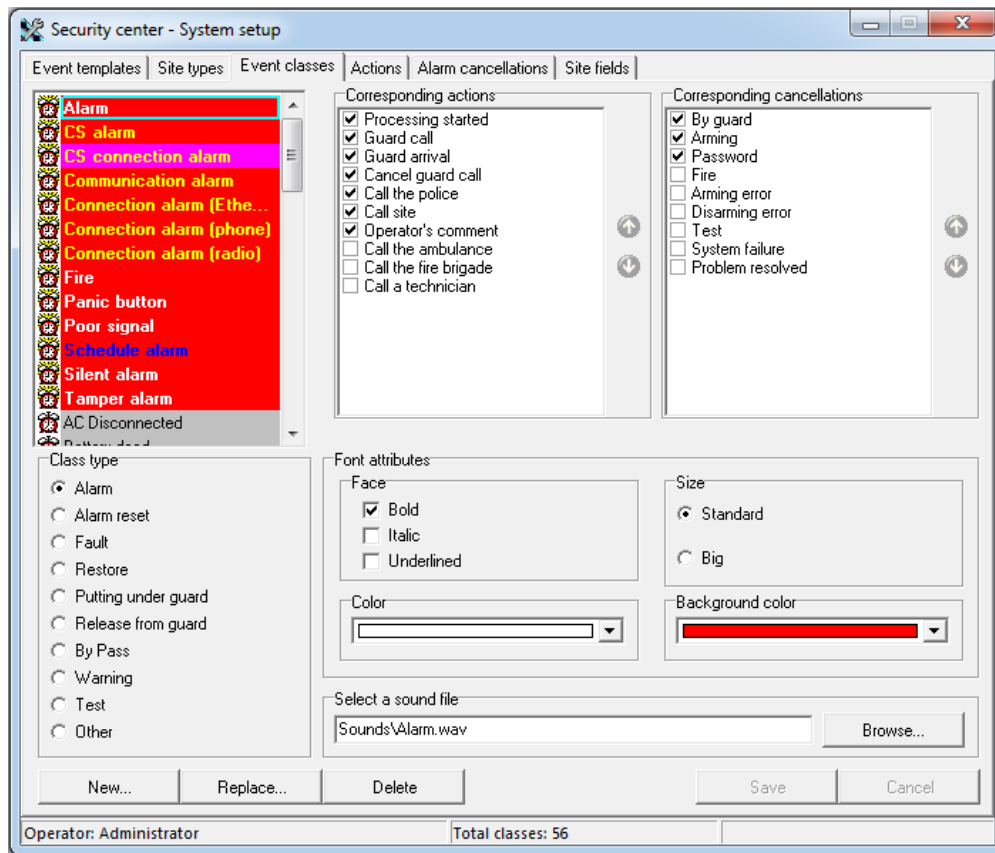 Security center - System setup
Event templates
Site types
Event classes
Actions
Alarm cancellations
Site fields
Alarm
CS alarm
CS connection alarm
Communication alarm
Connection alarm (Ethe...
Connection alarm (phone)
Connection alarm (radio)
Fire
Panic button
Poor signal
Schedule alarm
Silent alarm
Tamper alarm
AC Disconnected
Corresponding actions
Processing started
Guard call
Guard arrival
Cancel guard call
Call the police
Call site
Operator's comment
Call the ambulance
Call the fire brigade
Call a technician
Corresponding cancellations
By guard
Arming
Password
Fire
Arming error
Disarming error
Test
System failure
Problem resolved
Class type
Alarm
Alarm reset
Fault
Restore
Putting under guard
Release from guard
By Pass
Warning
Test
Other
Font attributes
Face
Bold
Italic
Underlined
Size
Standard
Big
Color
Background color
Select a sound file
Sounds\Alarm.wav
Browse...
New...
Replace...
Delete
Save
Cancel
Operator: Administrator
Total classes: 56